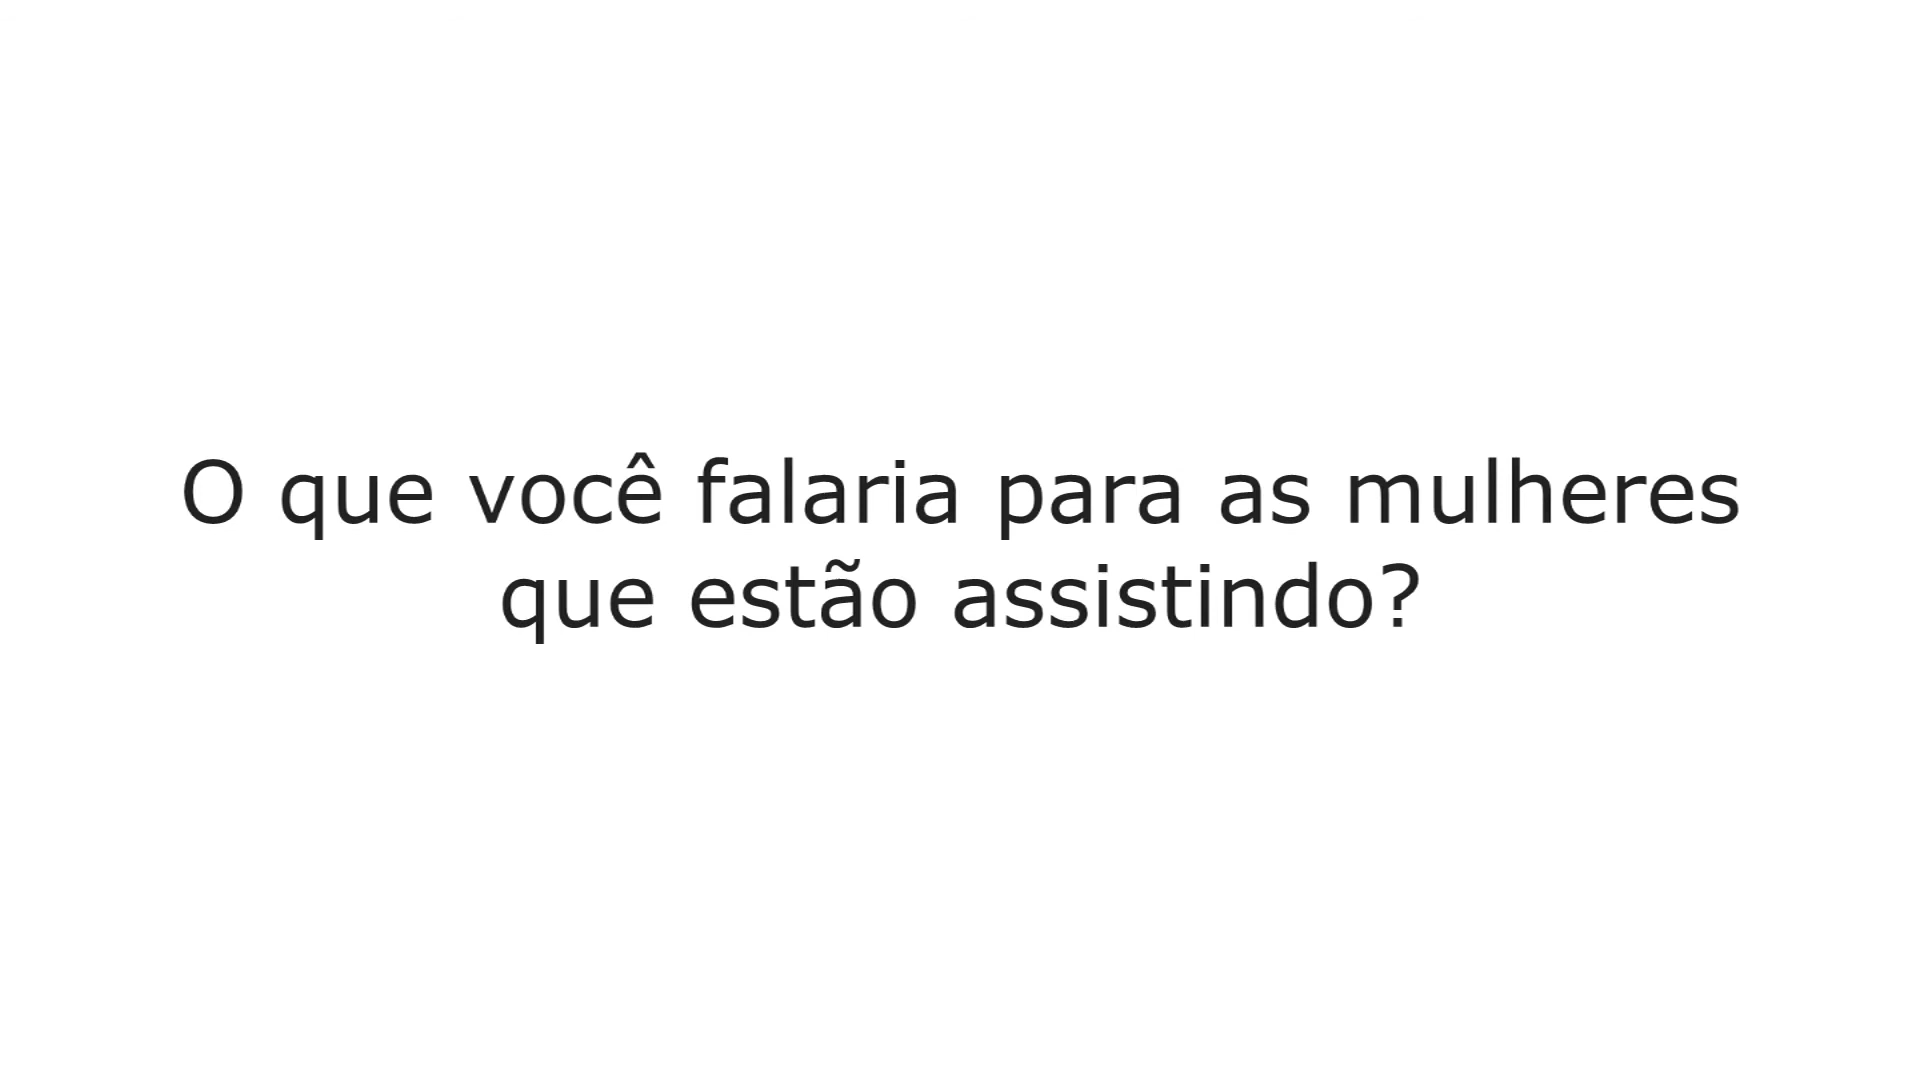 O que você falaria para as mulheres
que estão assistindo?